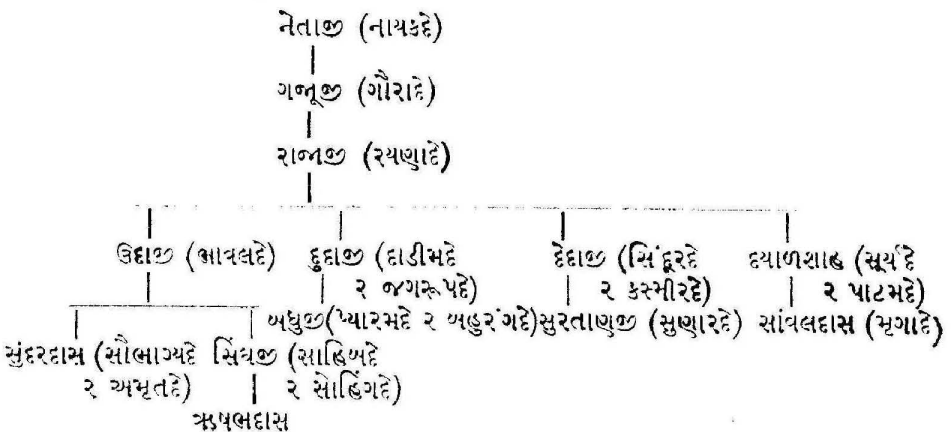 નેતાજી (નાયકદે)
ગજૂજી (ગૌરાદે)
રાજાજી (રયણાદે)
ઉદાજી (ભાવલદે) દુદાજી (દાડીમદે દેદાજી (સિંદૂરદે દયાળશાહ (સૂર્યદે
૨ જગરૂપદે) ૨ કસ્મીરદે) ૨ પાટમદે)
બધુજી (પ્યારમદે ૨ બહુરંગદે) સુરતાણજી (સુણારદે) સાંવલદાસ (મૃગાદે)
સુંદરદાસ (સૌભાગ્યદે સિંઘજી (સાહિબદે
૨ અમૃતદે) ૨ સોહિંગદે)
ઋષભદાસ